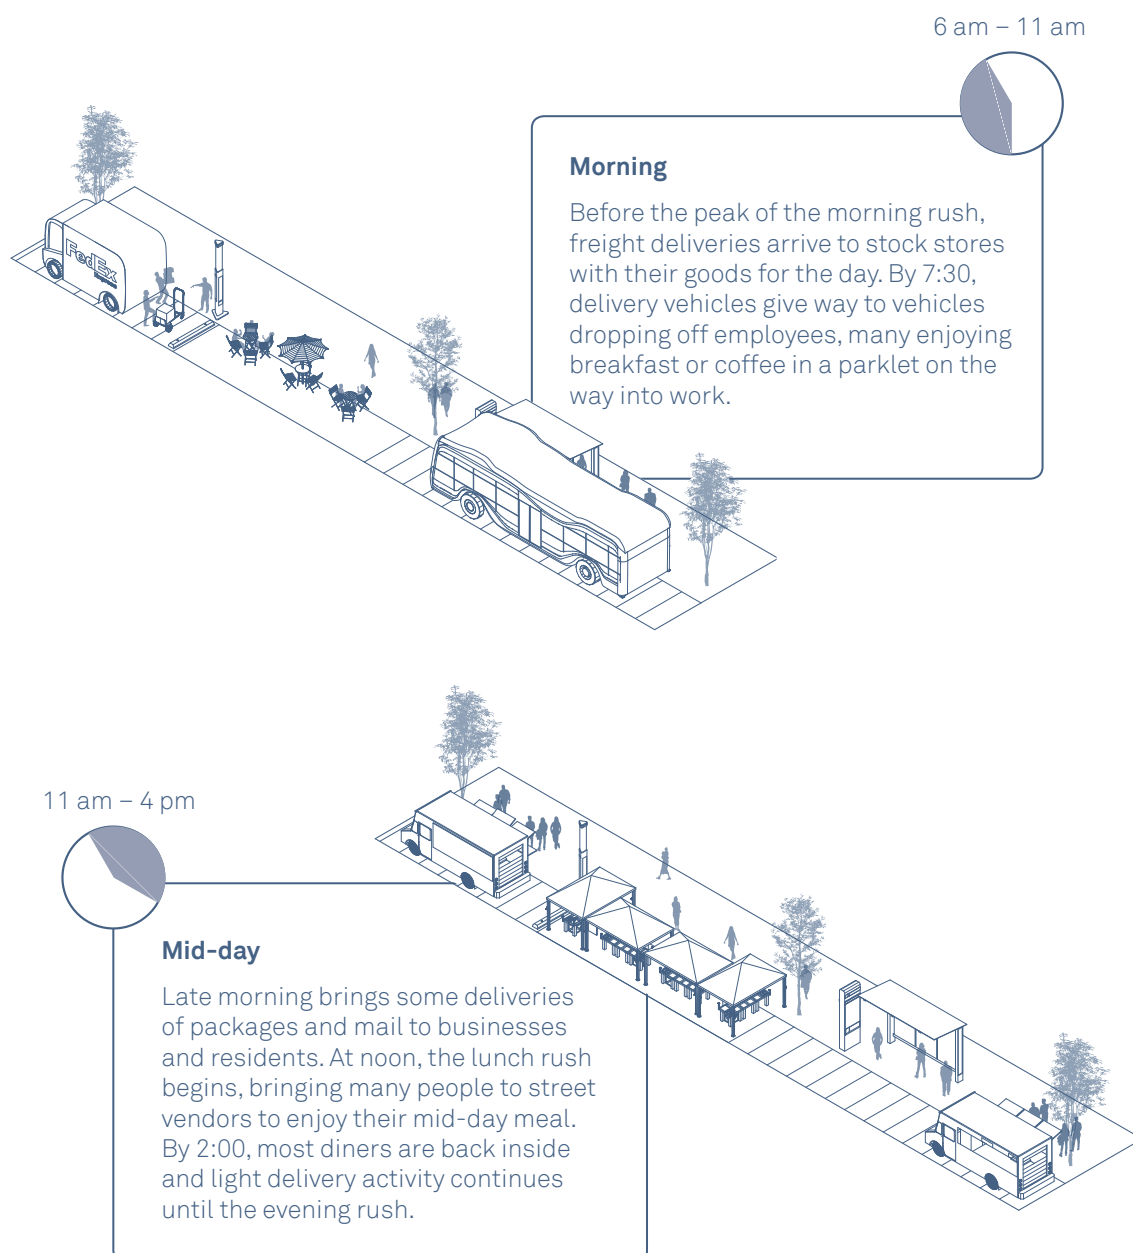 6 am – 11 am
Morning
Before the peak of the morning rush,
freight deliveries arrive to stock stores
with their goods for the day. By 7:30,
delivery vehicles give way to vehicles
dropping off employees, many enjoying
breakfast or coffee in a parklet on the
way into work.
FedEx
Express
11 am – 4 pm
Mid-day
Late morning brings some deliveries
of packages and mail to businesses
and residents. At noon, the lunch rush
begins, bringing many people to street
vendors to enjoy their mid-day meal.
By 2:00, most diners are back inside
and light delivery activity continues
until the evening rush.